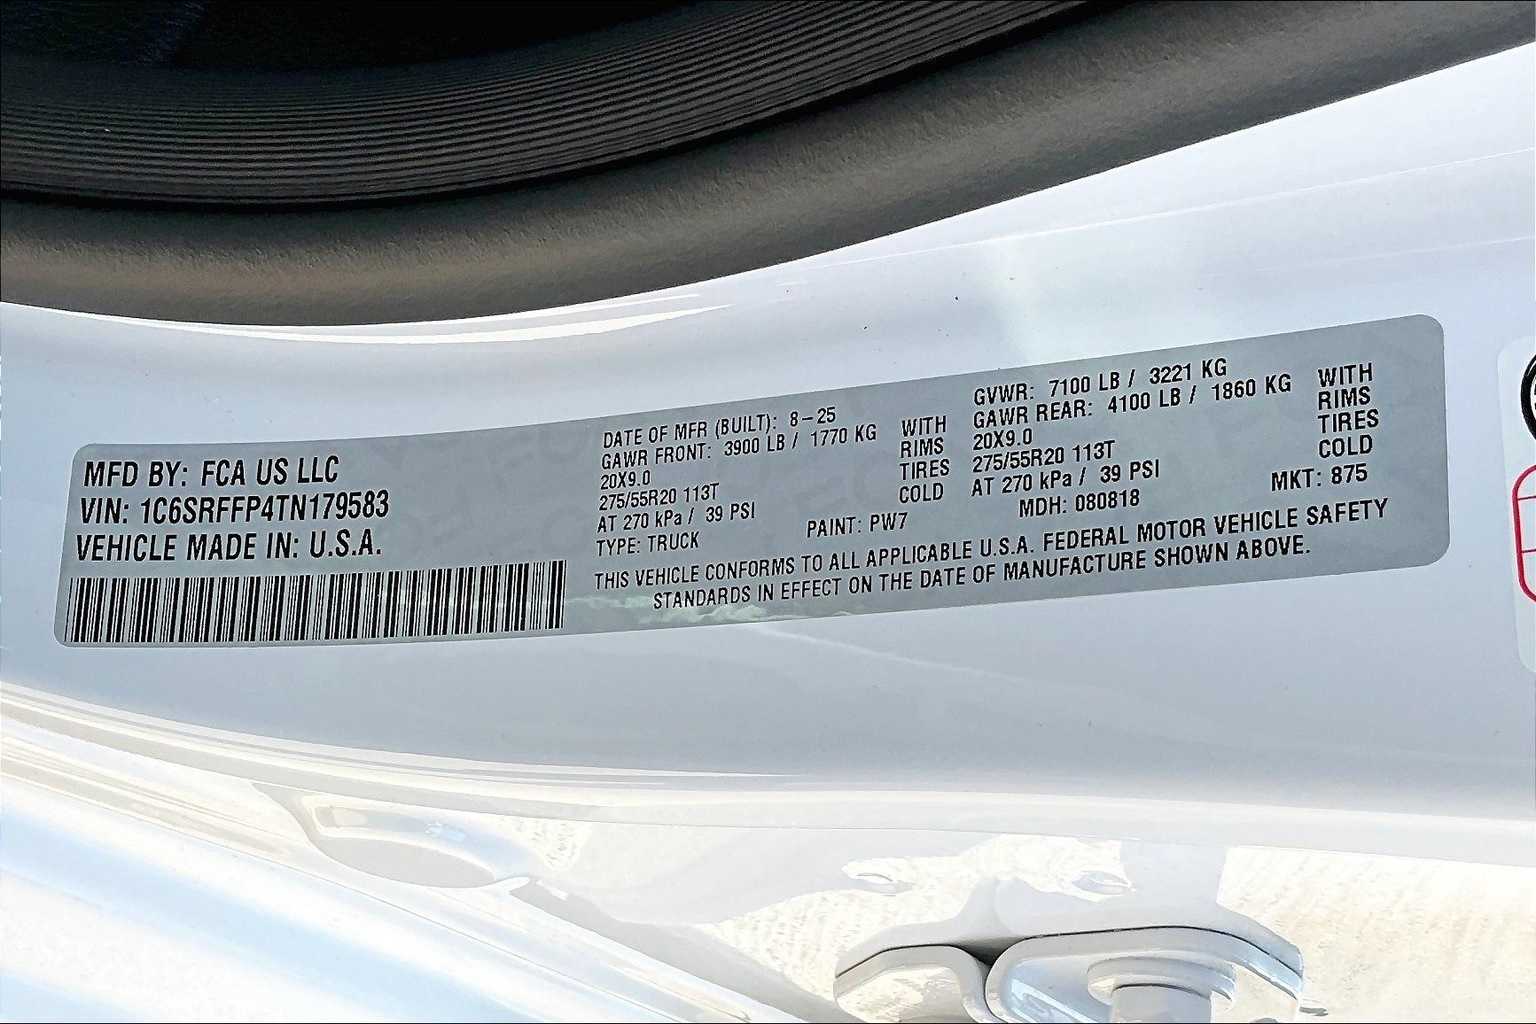 MFD BY: FCA US LLC
VIN: 1C6SRFFP4TN179583
VEHICLE MADE IN: U.S.A.
DATE OF MFR (BUILT): 8-25
GAWR FRONT: 3900 LB / 1770 KG WITH
20X9.0 RIMS
275/55R20 113T TIRES
AT 270 kPa / 39 PSI COLD
TYPE: TRUCK PAINT: PW7
GVWR: 7100 LB / 3221 KG
GAWR REAR: 4100 LB / 1860 KG WITH
20X9.0 RIMS
275/55R20 113T TIRES
AT 270 kPa / 39 PSI COLD
MDH: 080818 MKT: 875
THIS VEHICLE CONFORMS TO ALL APPLICABLE U.S.A. FEDERAL MOTOR VEHICLE SAFETY
STANDARDS IN EFFECT ON THE DATE OF MANUFACTURE SHOWN ABOVE.